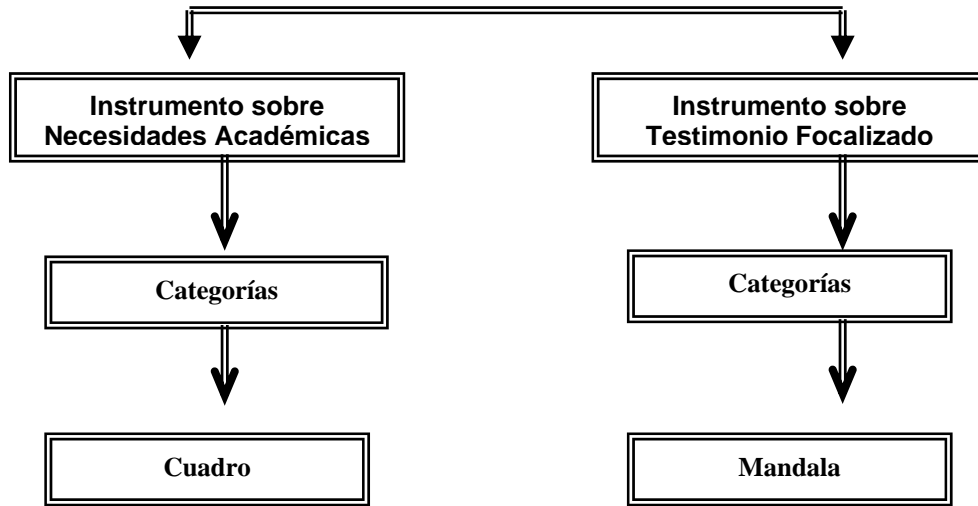 Instrumento sobre
Necesidades Académicas
Instrumento sobre
Testimonio Focalizado
Categorías
Categorías
Cuadro
Mandala